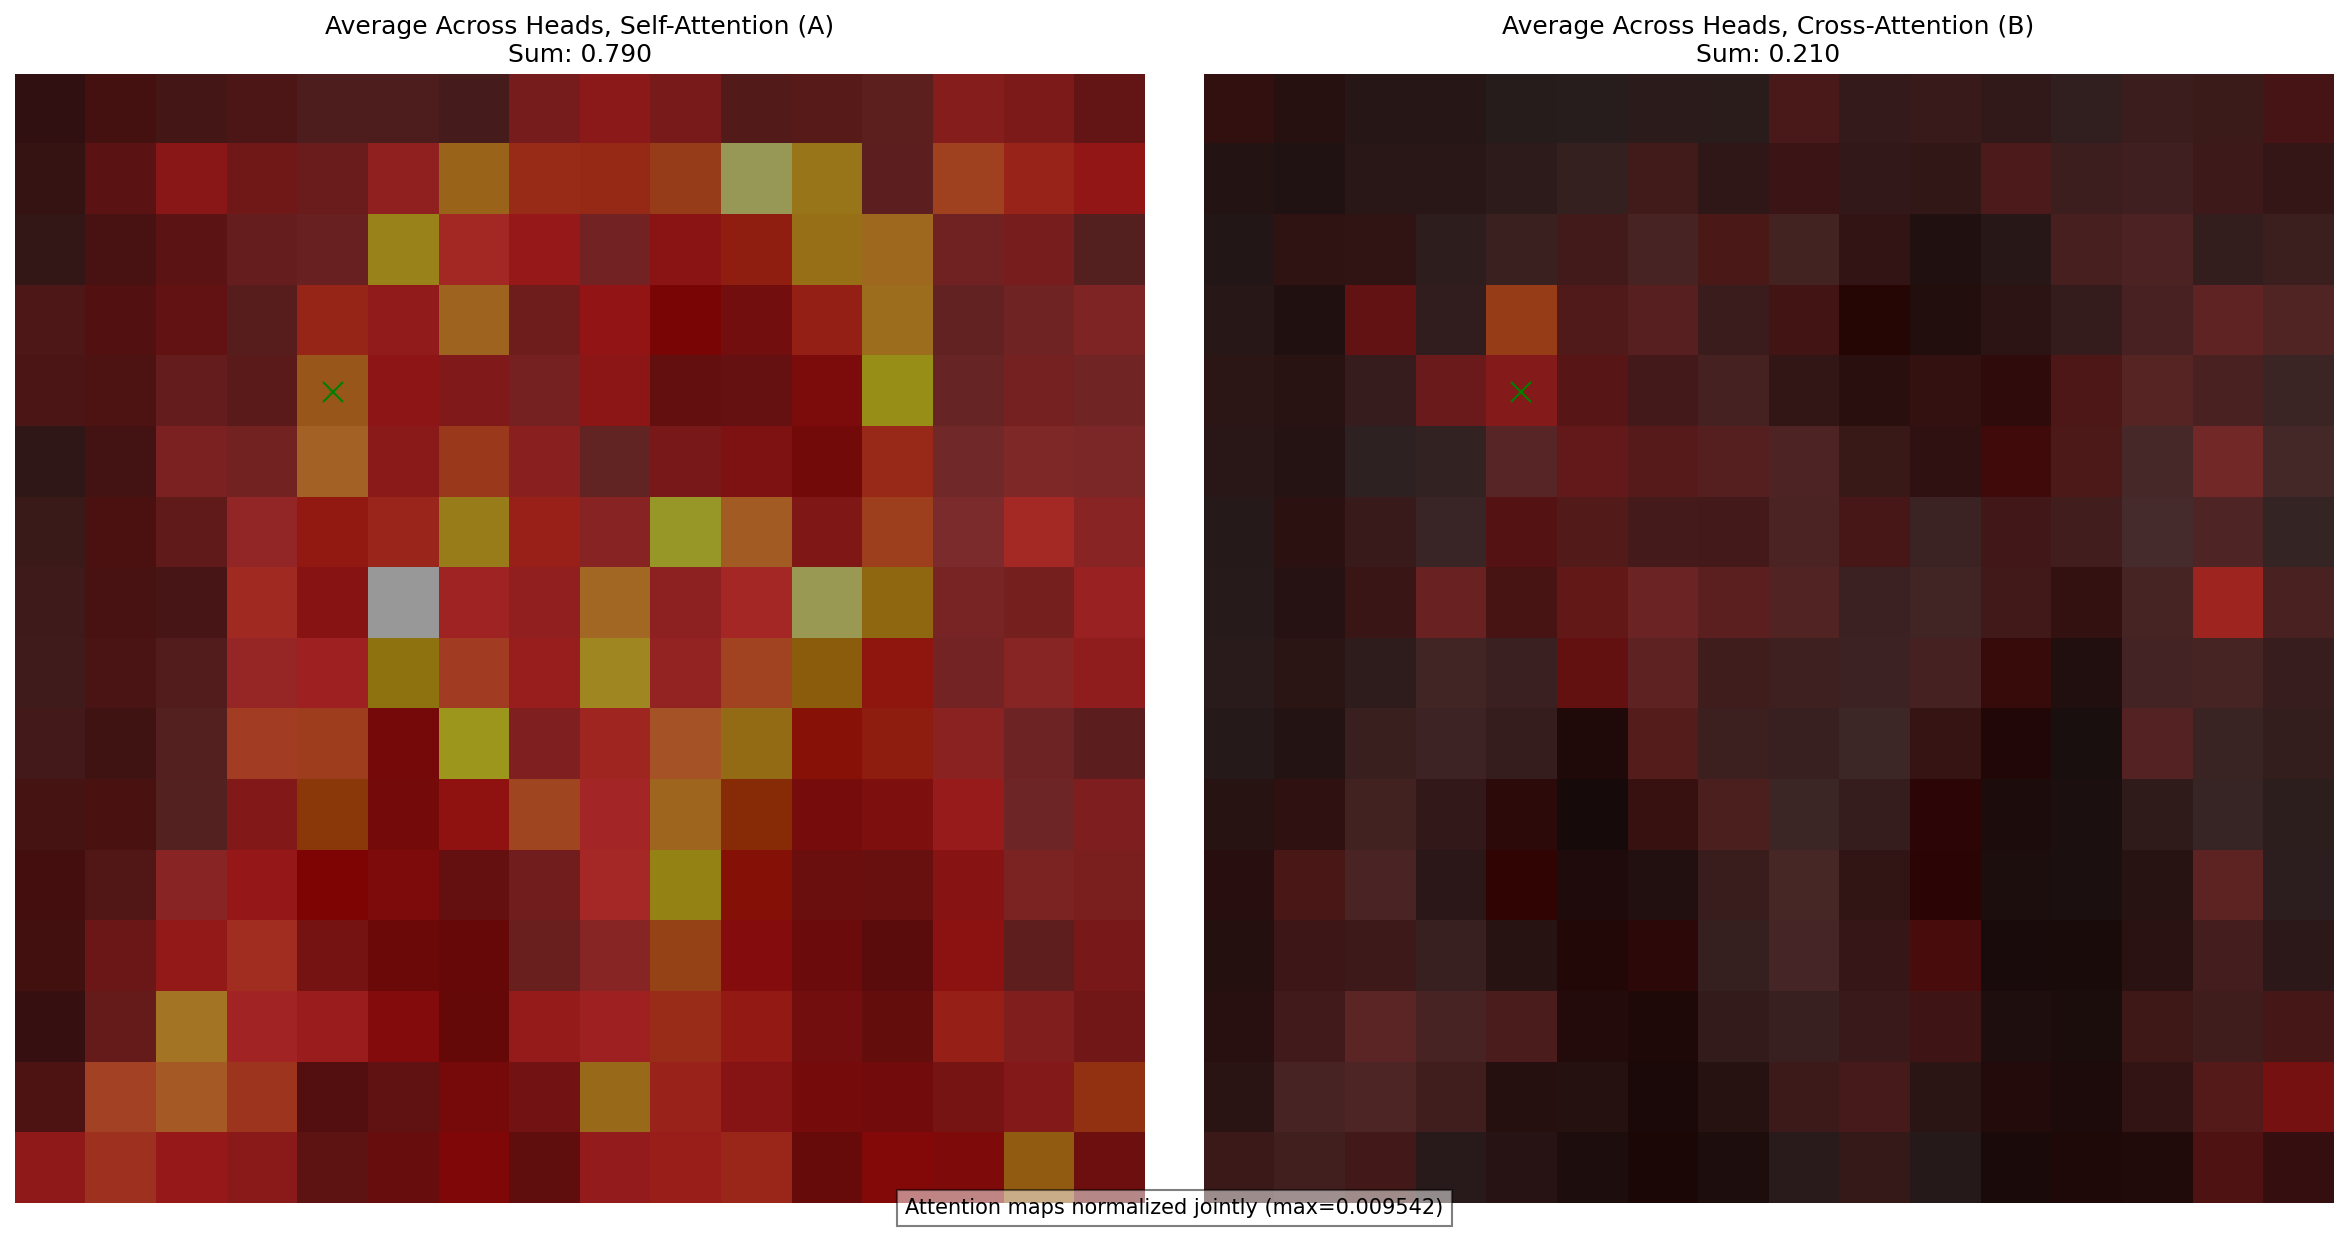 Average Across Heads, Self-Attention (A)
Sum: 0.790
Average Across Heads, Cross-Attention (B)
Sum: 0.210
Attention maps normalized jointly (max=0.009542)